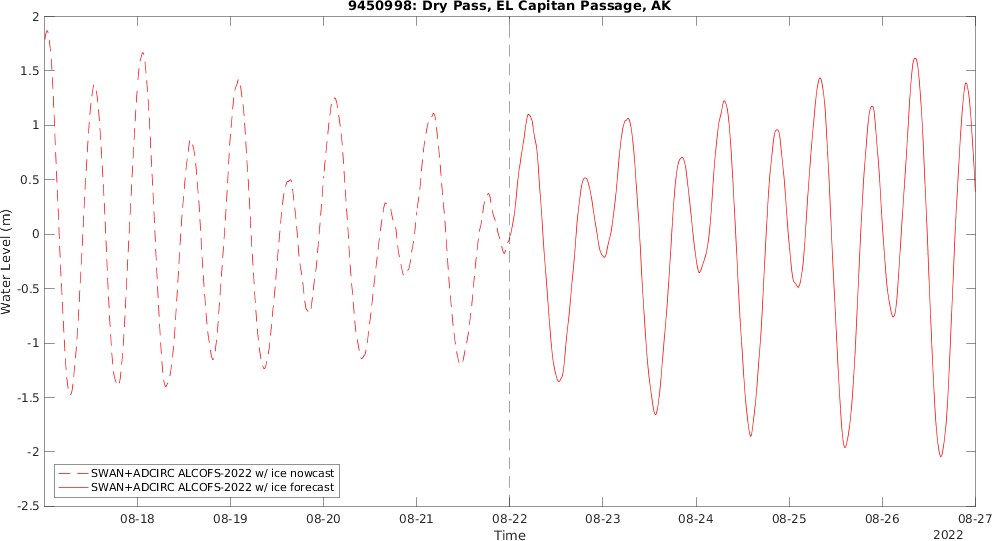 9450998: Dry Pass, EL Capitan Passage, AK
2
1.5
1
0.5
0
-0.5
-1
-1.5
-2
-2.5
Water Level (m)
SWAN+ADCIRC ALCOFS-2022 w/ ice nowcast
SWAN+ADCIRC ALCOFS-2022 w/ ice forecast
08-18 08-19 08-20 08-21 08-22 08-23 08-24 08-25 08-26 08-27
Time
2022